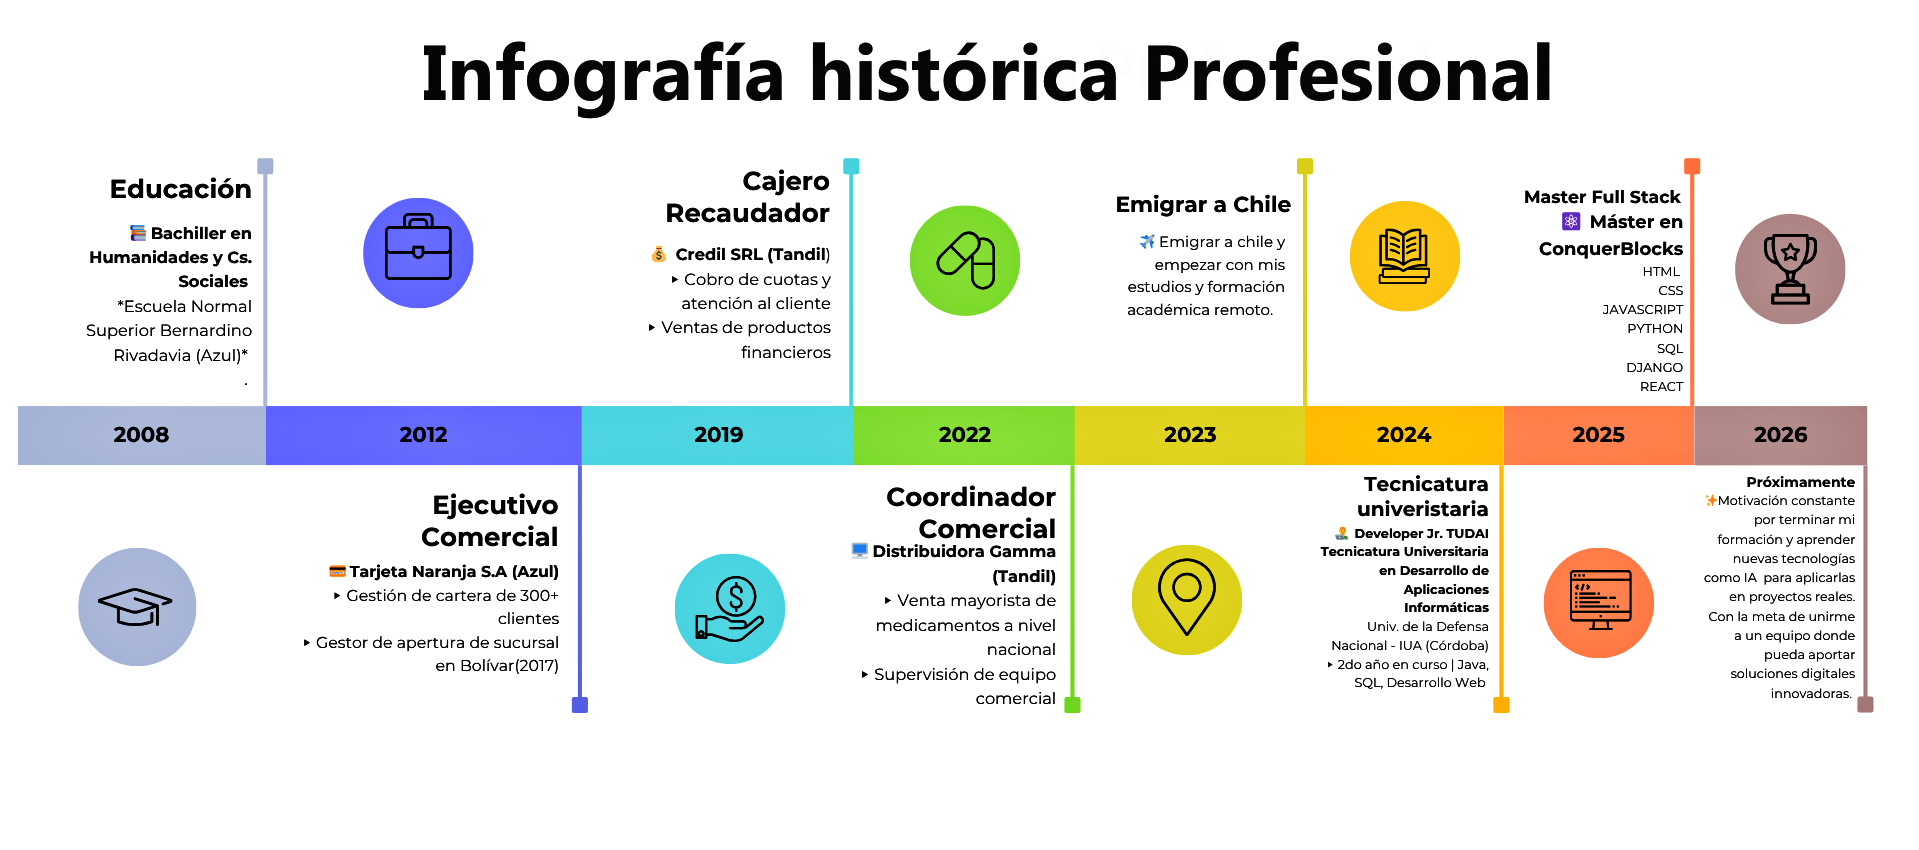 Infografía histórica Profesional
Educación
📚 Bachiller en
Humanidades y Cs.
Sociales
*Escuela Normal
Superior Bernardino
Rivadavia (Azul)*
.
Cajero
Recaudador
💰 Credil SRL (Tandil)
‣ Cobro de cuotas y
atención al cliente
‣ Ventas de productos
financieros
Emigrar a Chile
✈️ Emigrar a chile y
empezar con mis
estudios y formación
académica remoto.
Master Full Stack
⚛️ Máster en
ConquerBlocks
HTML
CSS
JAVASCRIPT
PYTHON
SQL
DJANGO
REACT
2008
2012
2019
2022
2023
2024
2025
2026
Ejecutivo
Comercial
💳 Tarjeta Naranja S.A (Azul)
‣ Gestión de cartera de 300+
clientes
‣ Gestor de apertura de sucursal
en Bolívar(2017)
Coordinador
Comercial
🖥️ Distribuidora Gamma
(Tandil)
‣ Venta mayorista de
medicamentos a nivel
nacional
‣ Supervisión de equipo
comercial
Tecnicatura
univeristaria
👨‍💻 Developer Jr. TUDAI
Tecnicatura Universitaria
en Desarrollo de
Aplicaciones
Informáticas
Univ. de la Defensa
Nacional - IUA (Córdoba)
‣ 2do año en curso | Java,
SQL, Desarrollo Web
Próximamente
✨Motivación constante
por terminar mi
formación y aprender
nuevas tecnologías
como IA para aplicarlas
en proyectos reales.
Con la meta de unirme
a un equipo donde
pueda aportar
soluciones digitales
innovadoras.